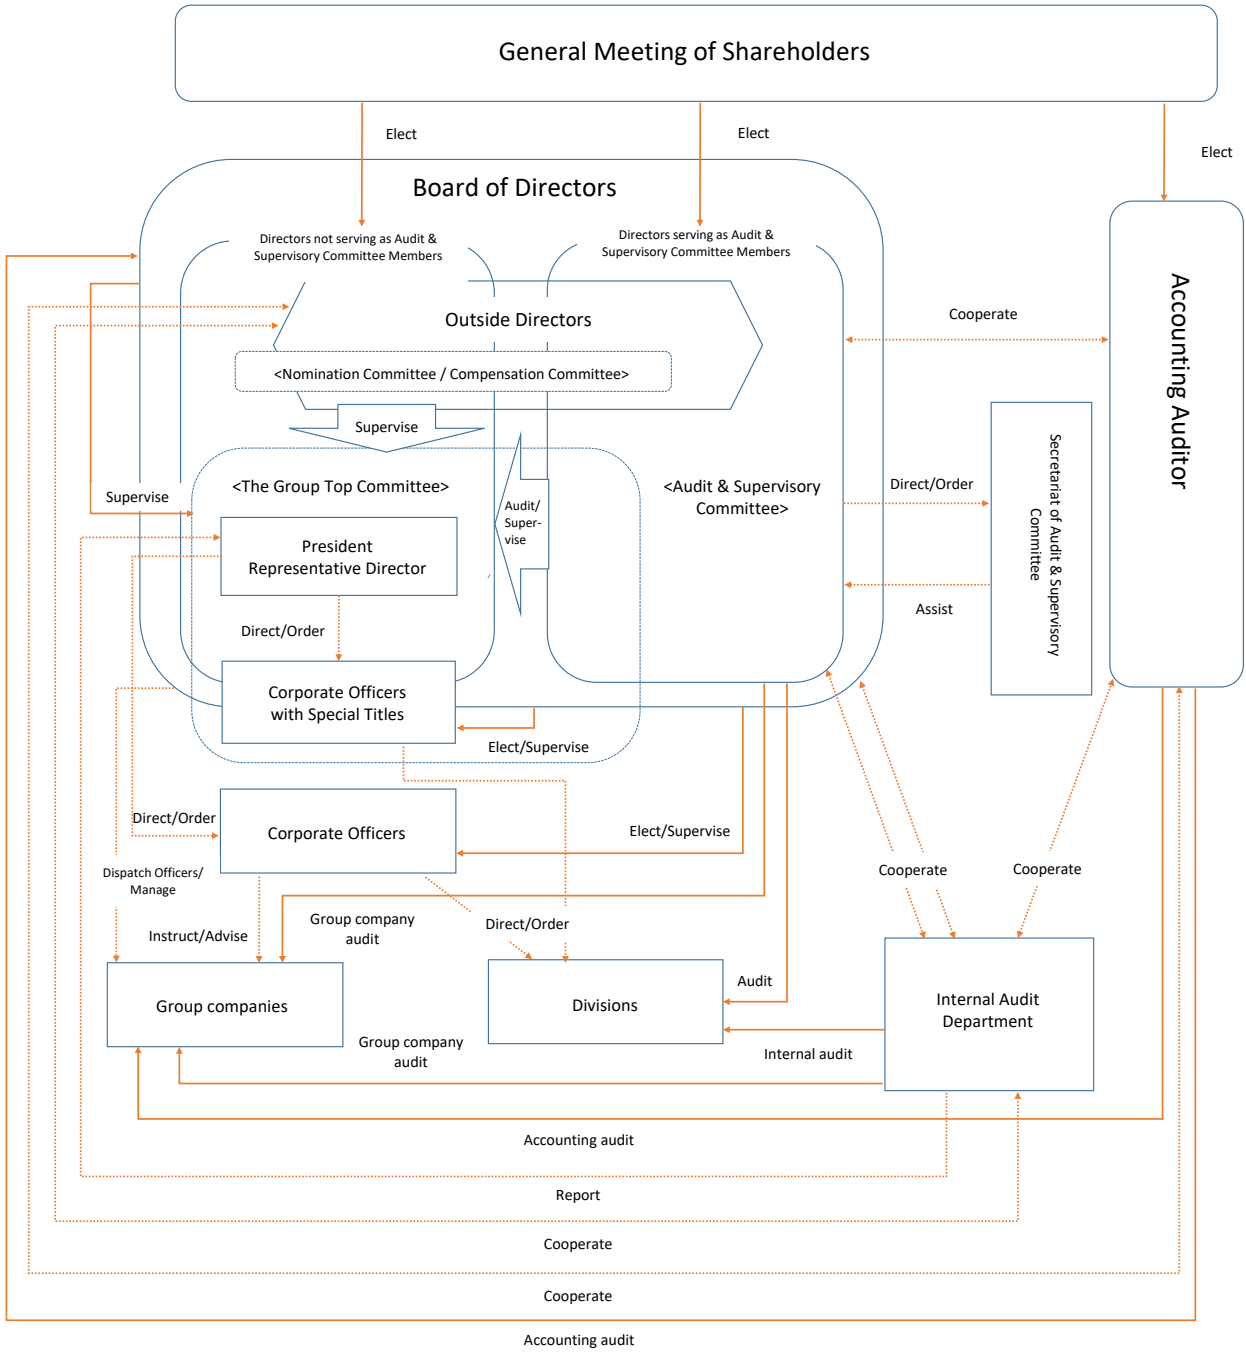 General Meeting of Shareholders
Elect
Elect
Elect
Board of Directors
Directors not serving as Audit &
Supervisory Committee Members
Directors serving as Audit &
Supervisory Committee Members
Outside Directors
<Nomination Committee / Compensation Committee>
Supervise
Cooperate
Accounting Auditor
Supervise
<The Group Top Committee>
Audit/
Super-
vise
<Audit & Supervisory
Committee>
Direct/Order
Secretariat of Audit & Supervisory
Committee
President
Representative Director
Assist
Direct/Order
Corporate Officers
with Special Titles
Elect/Supervise
Direct/Order
Corporate Officers
Elect/Supervise
Dispatch Officers/
Manage
Cooperate
Cooperate
Instruct/Advise
Group company
audit
Direct/Order
Audit
Group companies
Divisions
Internal Audit
Department
Group company
audit
Internal audit
Accounting audit
Report
Cooperate
Cooperate
Accounting audit